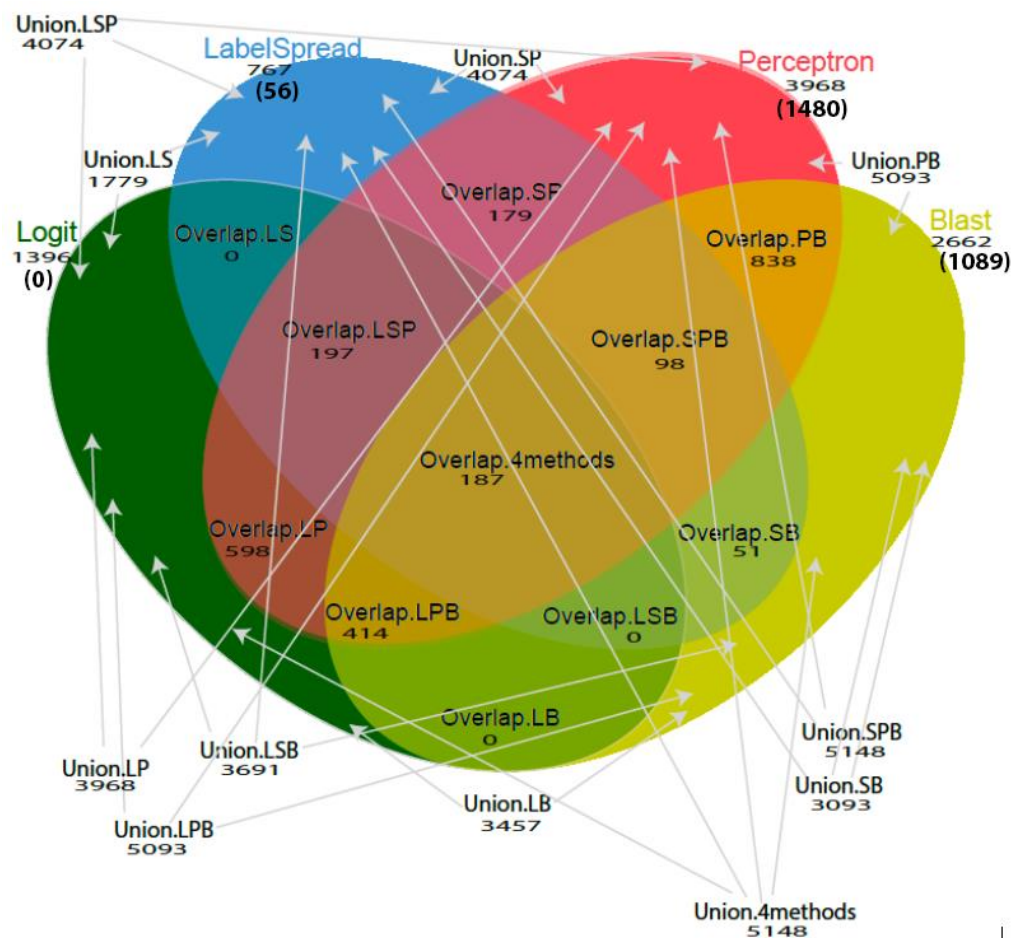 Union.LSP
4074
LabelSpread
767
(56)
Union.SP
4074
Perceptron
3968
(1480)
Union.LS
1779
Union.PB
5093
Overlap.SP
179
Logit
1396
(0)
Overlap.LS
0
Overlap.PB
838
Blast
2662
(1089)
Overlap.LSP
197
Overlap.SPB
98
Overlap.4methods
187
Overlap.LP
598
Overlap.SB
51
Overlap.LPB
414
Overlap.LSB
0
Overlap.LB
0
Union.LSB
3691
Union.SPB
5148
Union.LP
3968
Union.SB
3093
Union.LPB
5093
Union.LB
3457
Union.4methods
5148